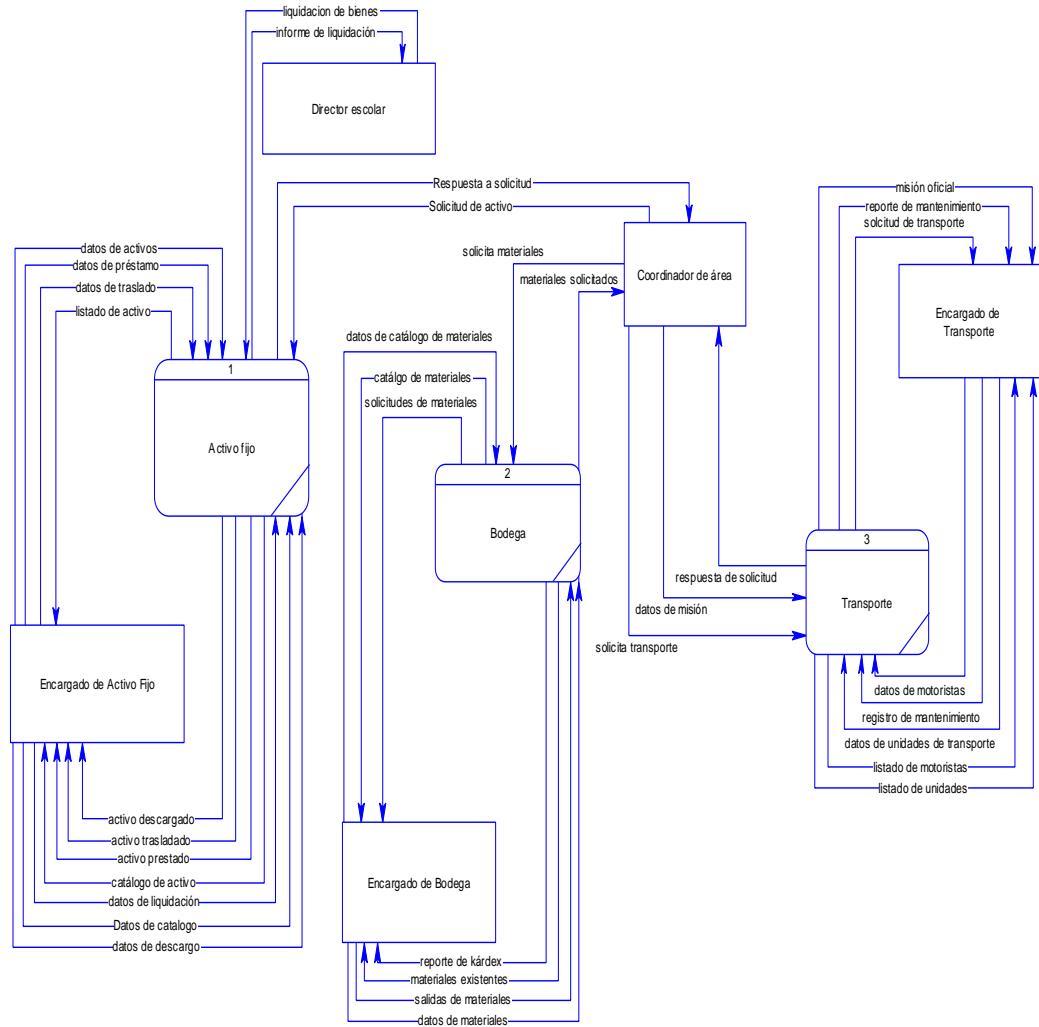 liquidacion de bienes
informe de liquidación
Director escolar
Respuesta a solicitud
Solicitud de activo
misión oficial
reporte de mantenimiento
solcitud de transporte
datos de activos
datos de préstamo
datos de traslado
listado de activo
solicita materiales
materiales solicitados
Coordinador de área
Encargado de
Transporte
datos de catálogo de materiales
catálgo de materiales
solicitudes de materiales
1
Activo fijo
2
Bodega
3
Transporte
respuesta de solicitud
datos de misión
solicita transporte
Encargado de Activo Fijo
datos de motoristas
registro de mantenimiento
datos de unidades de transporte
listado de motoristas
listado de unidades
activo descargado
activo trasladado
activo prestado
catálogo de activo
datos de liquidación
Datos de catalogo
datos de descargo
Encargado de Bodega
reporte de kárdex
materiales existentes
salidas de materiales
datos de materiales